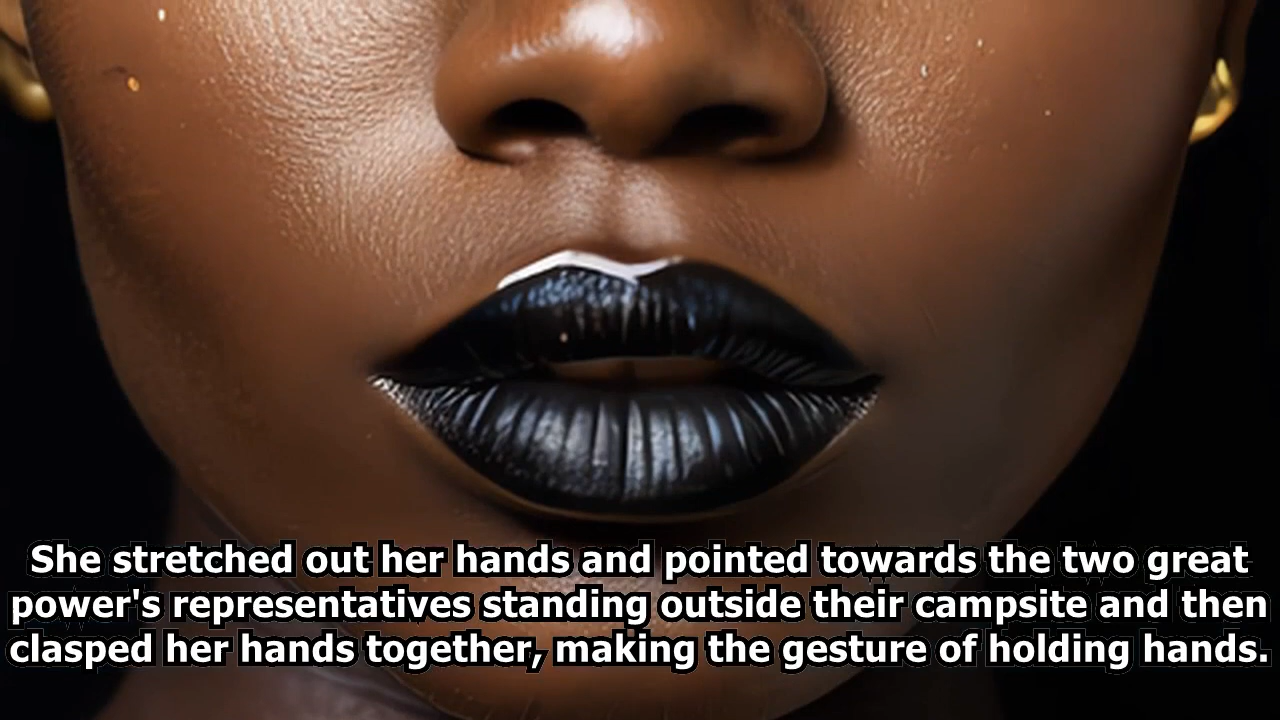 She stretched out her hands and pointed towards the two great
power's representatives standing outside their campsite and then
clasped her hands together, making the gesture of holding hands.